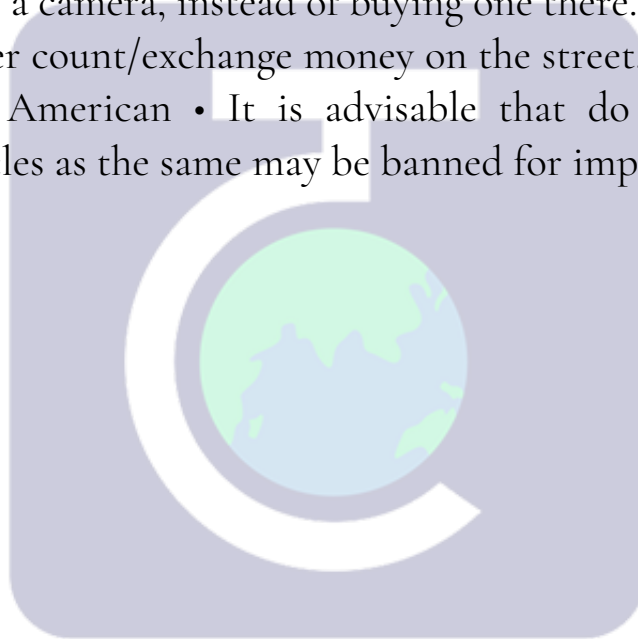 a camera, instead of buying one there.
er count/exchange money on the street.
American • It is advisable that do
les as the same may be banned for imp